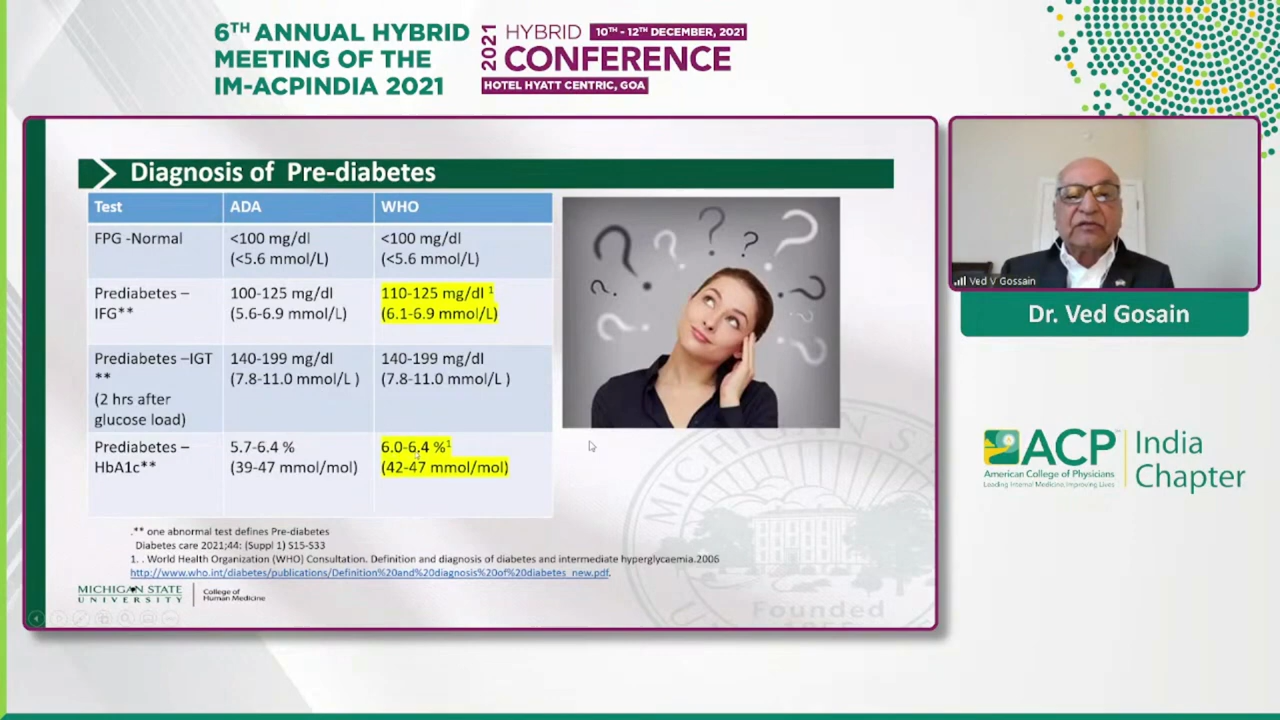 6TH ANNUAL HYBRID
MEETING OF THE
IM-ACPINDIA 2021
2021
HYBRID
10TH - 12TH DECEMBER, 2021
CONFERENCE
HOTEL HYATT CENTRIC, GOA
Diagnosis of Pre-diabetes
Test ADA WHO
FPG -Normal <100 mg/dl <100 mg/dl
(<5.6 mmol/L) (<5.6 mmol/L)
Prediabetes – 100-125 mg/dl 110-125 mg/dl 1
IFG** (5.6-6.9 mmol/L) (6.1-6.9 mmol/L)
Prediabetes –IGT 140-199 mg/dl 140-199 mg/dl
** (7.8-11.0 mmol/L ) (7.8-11.0 mmol/L )
(2 hrs after
glucose load)
Prediabetes – 5.7-6.4 % 6.0-6.4 %1
HbA1c** (39-47 mmol/mol) (42-47 mmol/mol)
.** one abnormal test defines Pre-diabetes
Diabetes care 2021;44: (Suppl 1) S15-S33
1. . World Health Organization (WHO) Consultation. Definition and diagnosis of diabetes and intermediate hyperglycaemia.2006
http://www.who.int/diabetes/publications/Definition%20and%20diagnosis%20of%20diabetes_new.pdf.
MICHIGAN STATE
UNIVERSITY
College of
Human Medicine
MICHIGAN S
Founded
Ved V Gossain
Dr. Ved Gosain
ACP
American College of Physicians
Leading Internal Medicine, Improving Lives
India
Chapter